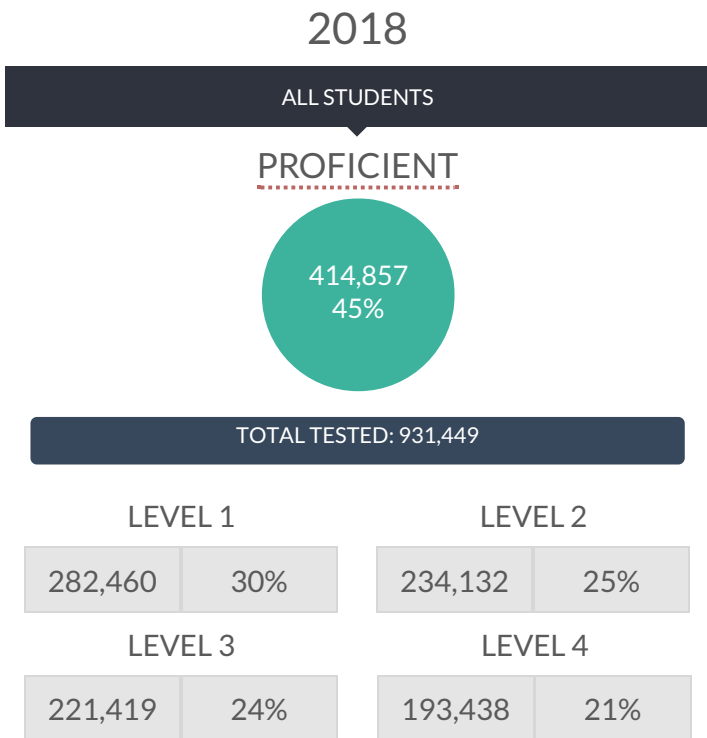 2018
ALL STUDENTS
PROFICIENT
414,857
45%
TOTAL TESTED: 931,449
LEVEL 1
282,460 30%
LEVEL 2
234,132 25%
LEVEL 3
221,419 24%
LEVEL 4
193,438 21%